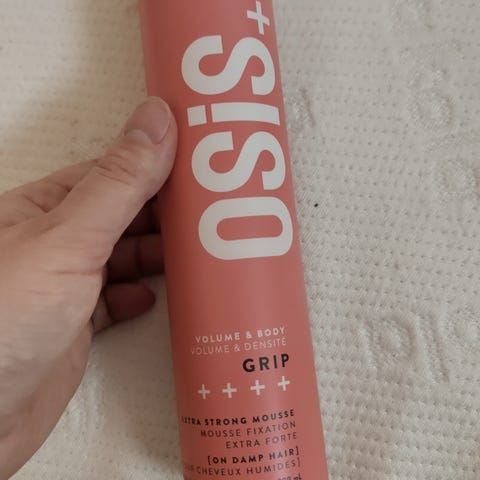 osis+
VOLUME & BODY
VOLUME & DENSITÉ
GRIP
++++
EXTRA STRONG MOUSSE
MOUSSE FIXATION
EXTRA FORTE
[ON DAMP HAIR]
CHEVEUX HUMIDES]